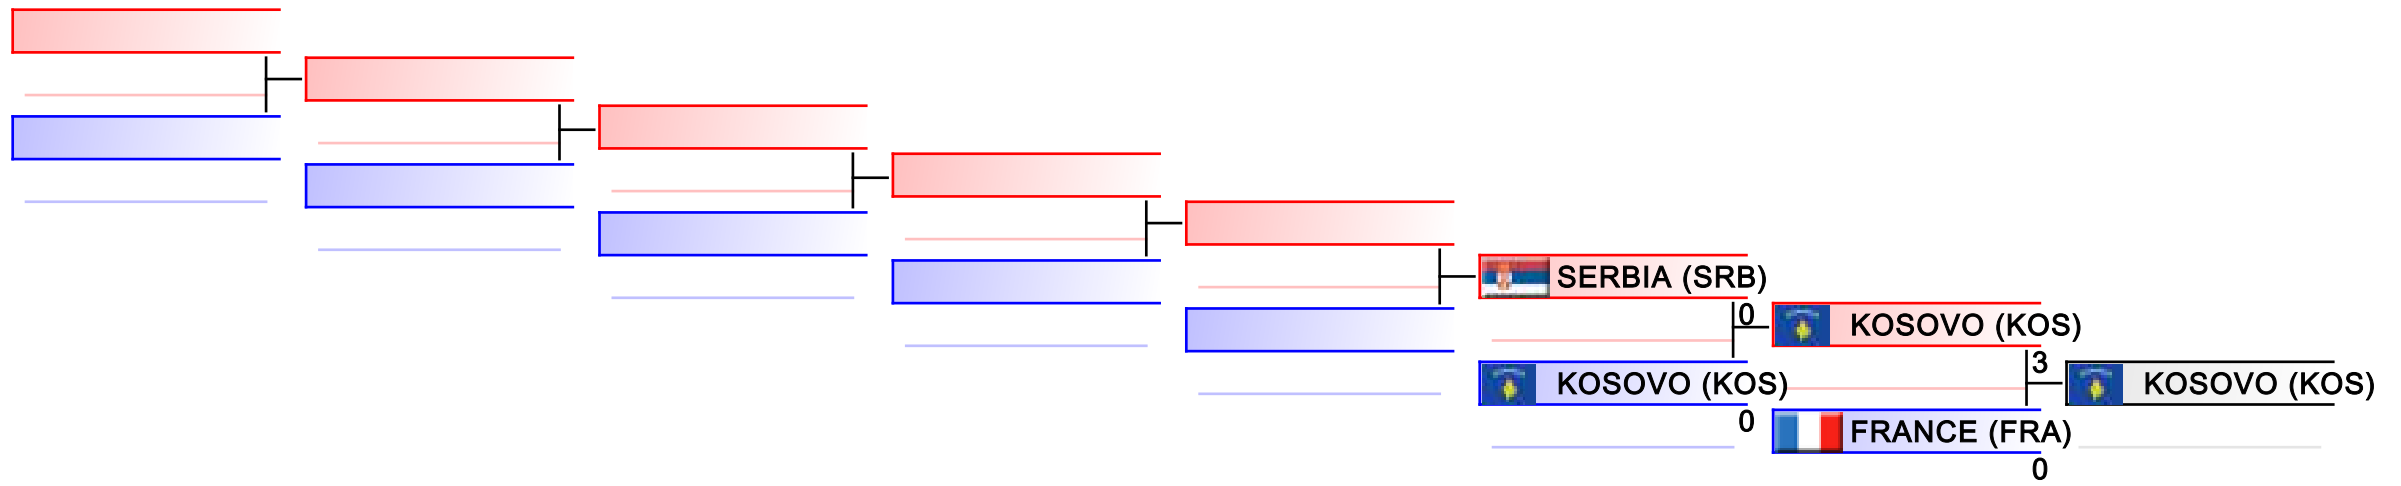 SERBIA (SRB)
0
KOSOVO (KOS)
0
KOSOVO (KOS)
3
FRANCE (FRA)
0
KOSOVO (KOS)